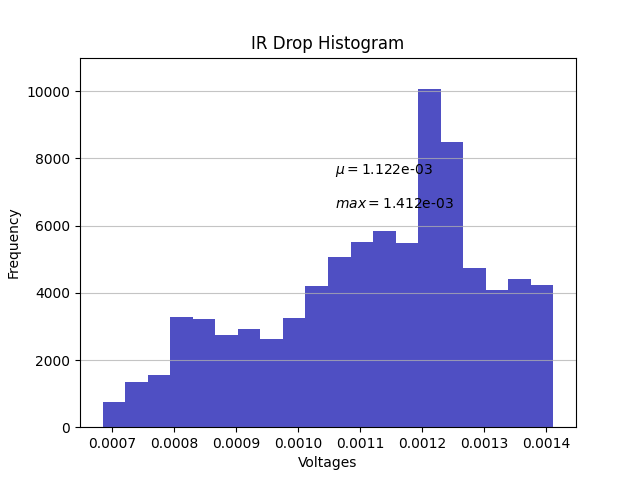 IR Drop Histogram
10000
8000
6000
4000
2000
0
Frequency
μ = 1.122e-03
max = 1.412e-03
0.0007 0.0008 0.0009 0.0010 0.0011 0.0012 0.0013 0.0014
Voltages